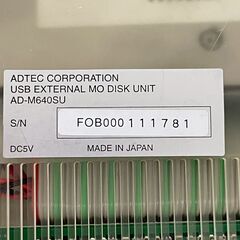 ADTEC CORPORATION
USB EXTERNAL MO DISK UNIT
AD-M640SU
S/N FOB000111781
DC5V MADE IN JAPAN